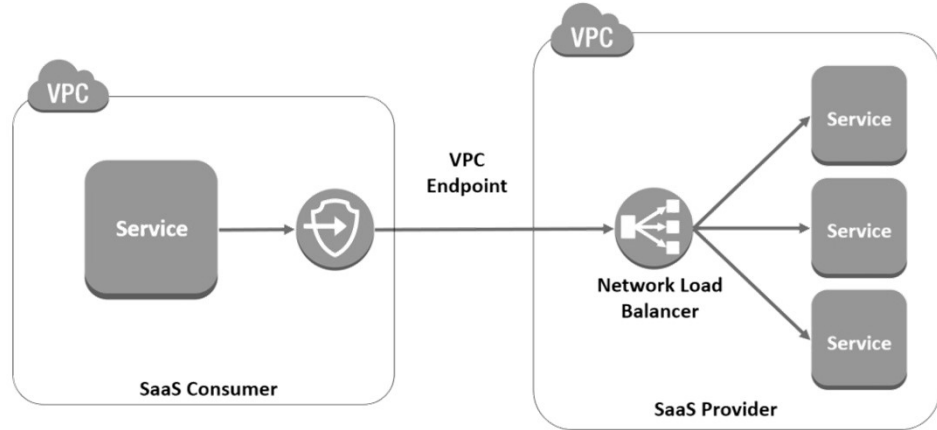 VPC
Service
SaaS Consumer
VPC
Endpoint
VPC
Network Load
Balancer
Service
Service
Service
SaaS Provider